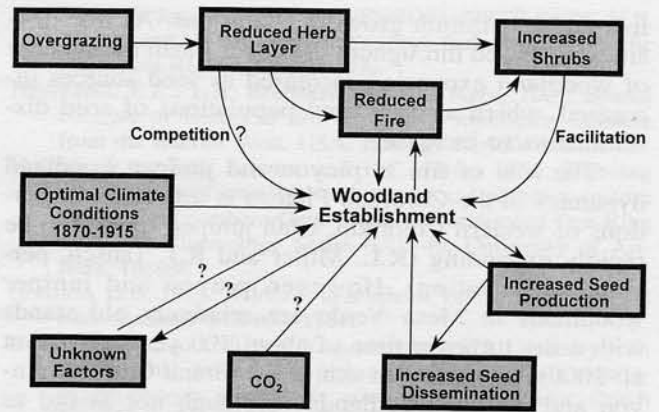 Overgrazing
Reduced Herb
Layer
Increased
Shrubs
Reduced
Fire
Competition ?
Facilitation
Optimal Climate
Conditions
1870-1915
Woodland
Establishment
?
?
?
Increased Seed
Production
Unknown
Factors
CO2
Increased Seed
Dissemination